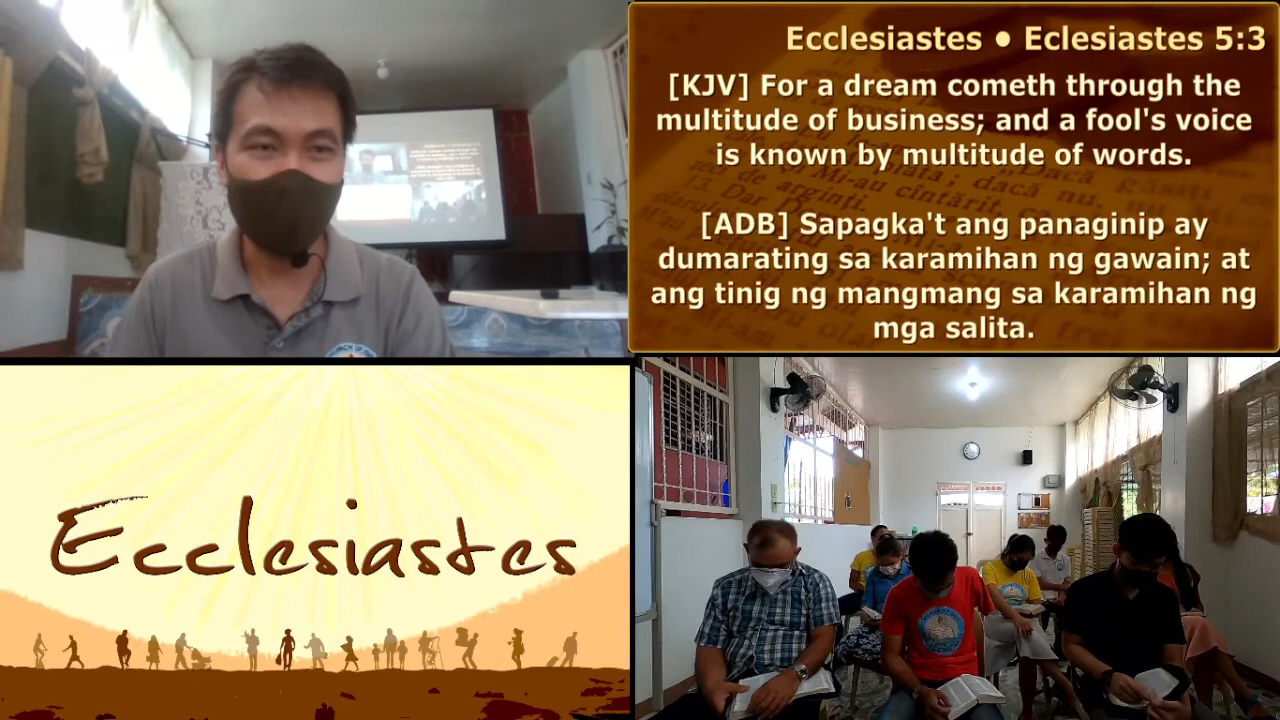 Ecclesiastes • Eclesiastes 5:3
[KJV] For a dream cometh through the
multitude of business; and a fool's voice
is known by multitude of words.
[ADB] Sapagka't ang panaginip ay
dumarating sa karamihan ng gawain; at
ang tinig ng mangmang sa karamihan ng
mga salita.
Ecclesiastes